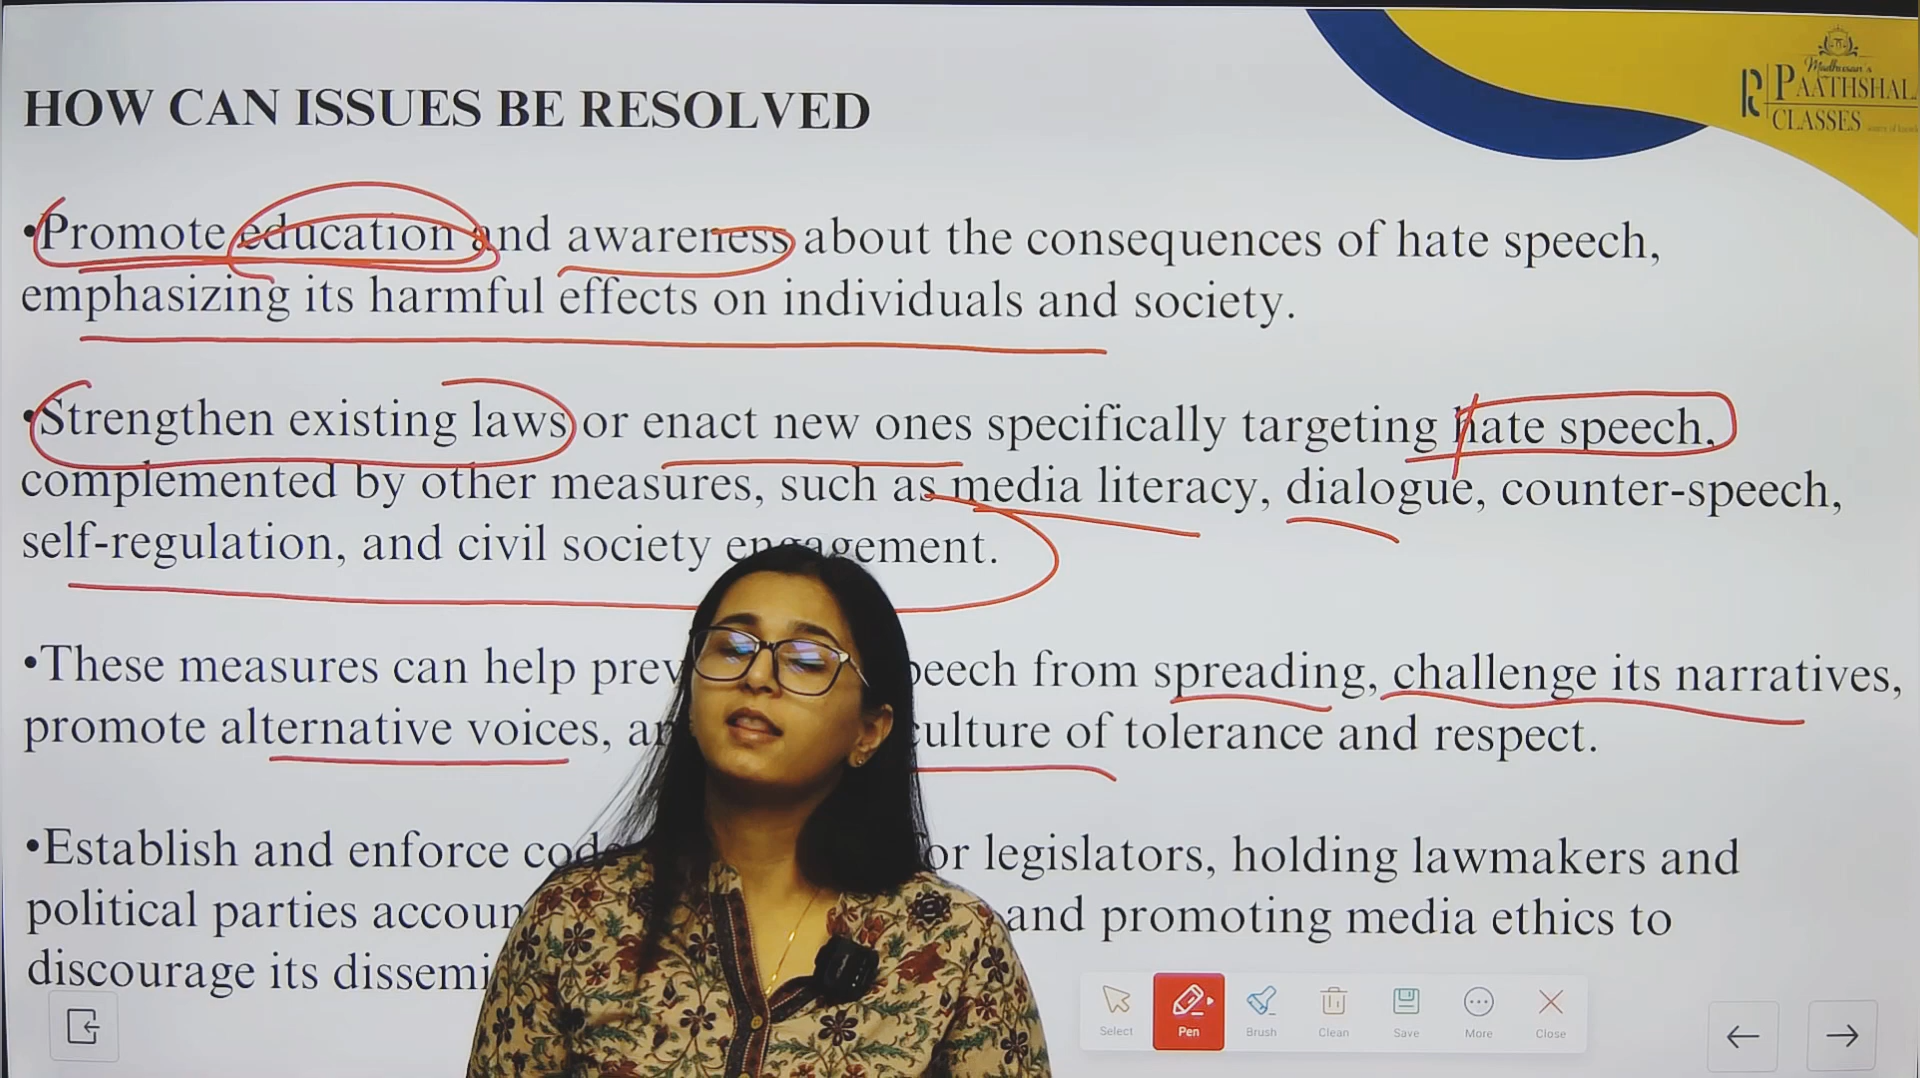 Madhusan's
PAATHSHAL
CLASSES
HOW CAN ISSUES BE RESOLVED
•Promote education and awareness about the consequences of hate speech,
emphasizing its harmful effects on individuals and society.
•Strengthen existing laws or enact new ones specifically targeting hate speech,
complemented by other measures, such as media literacy, dialogue, counter-speech,
self-regulation, and civil society engagement.
•These measures can help prev peech from spreading, challenge its narratives,
promote alternative voices, culture of tolerance and respect.
•Establish and enforce code or legislators, holding lawmakers and
political parties accoun and promoting media ethics to
discourage its dissemi
Select Pen Brush Clean Save More Close